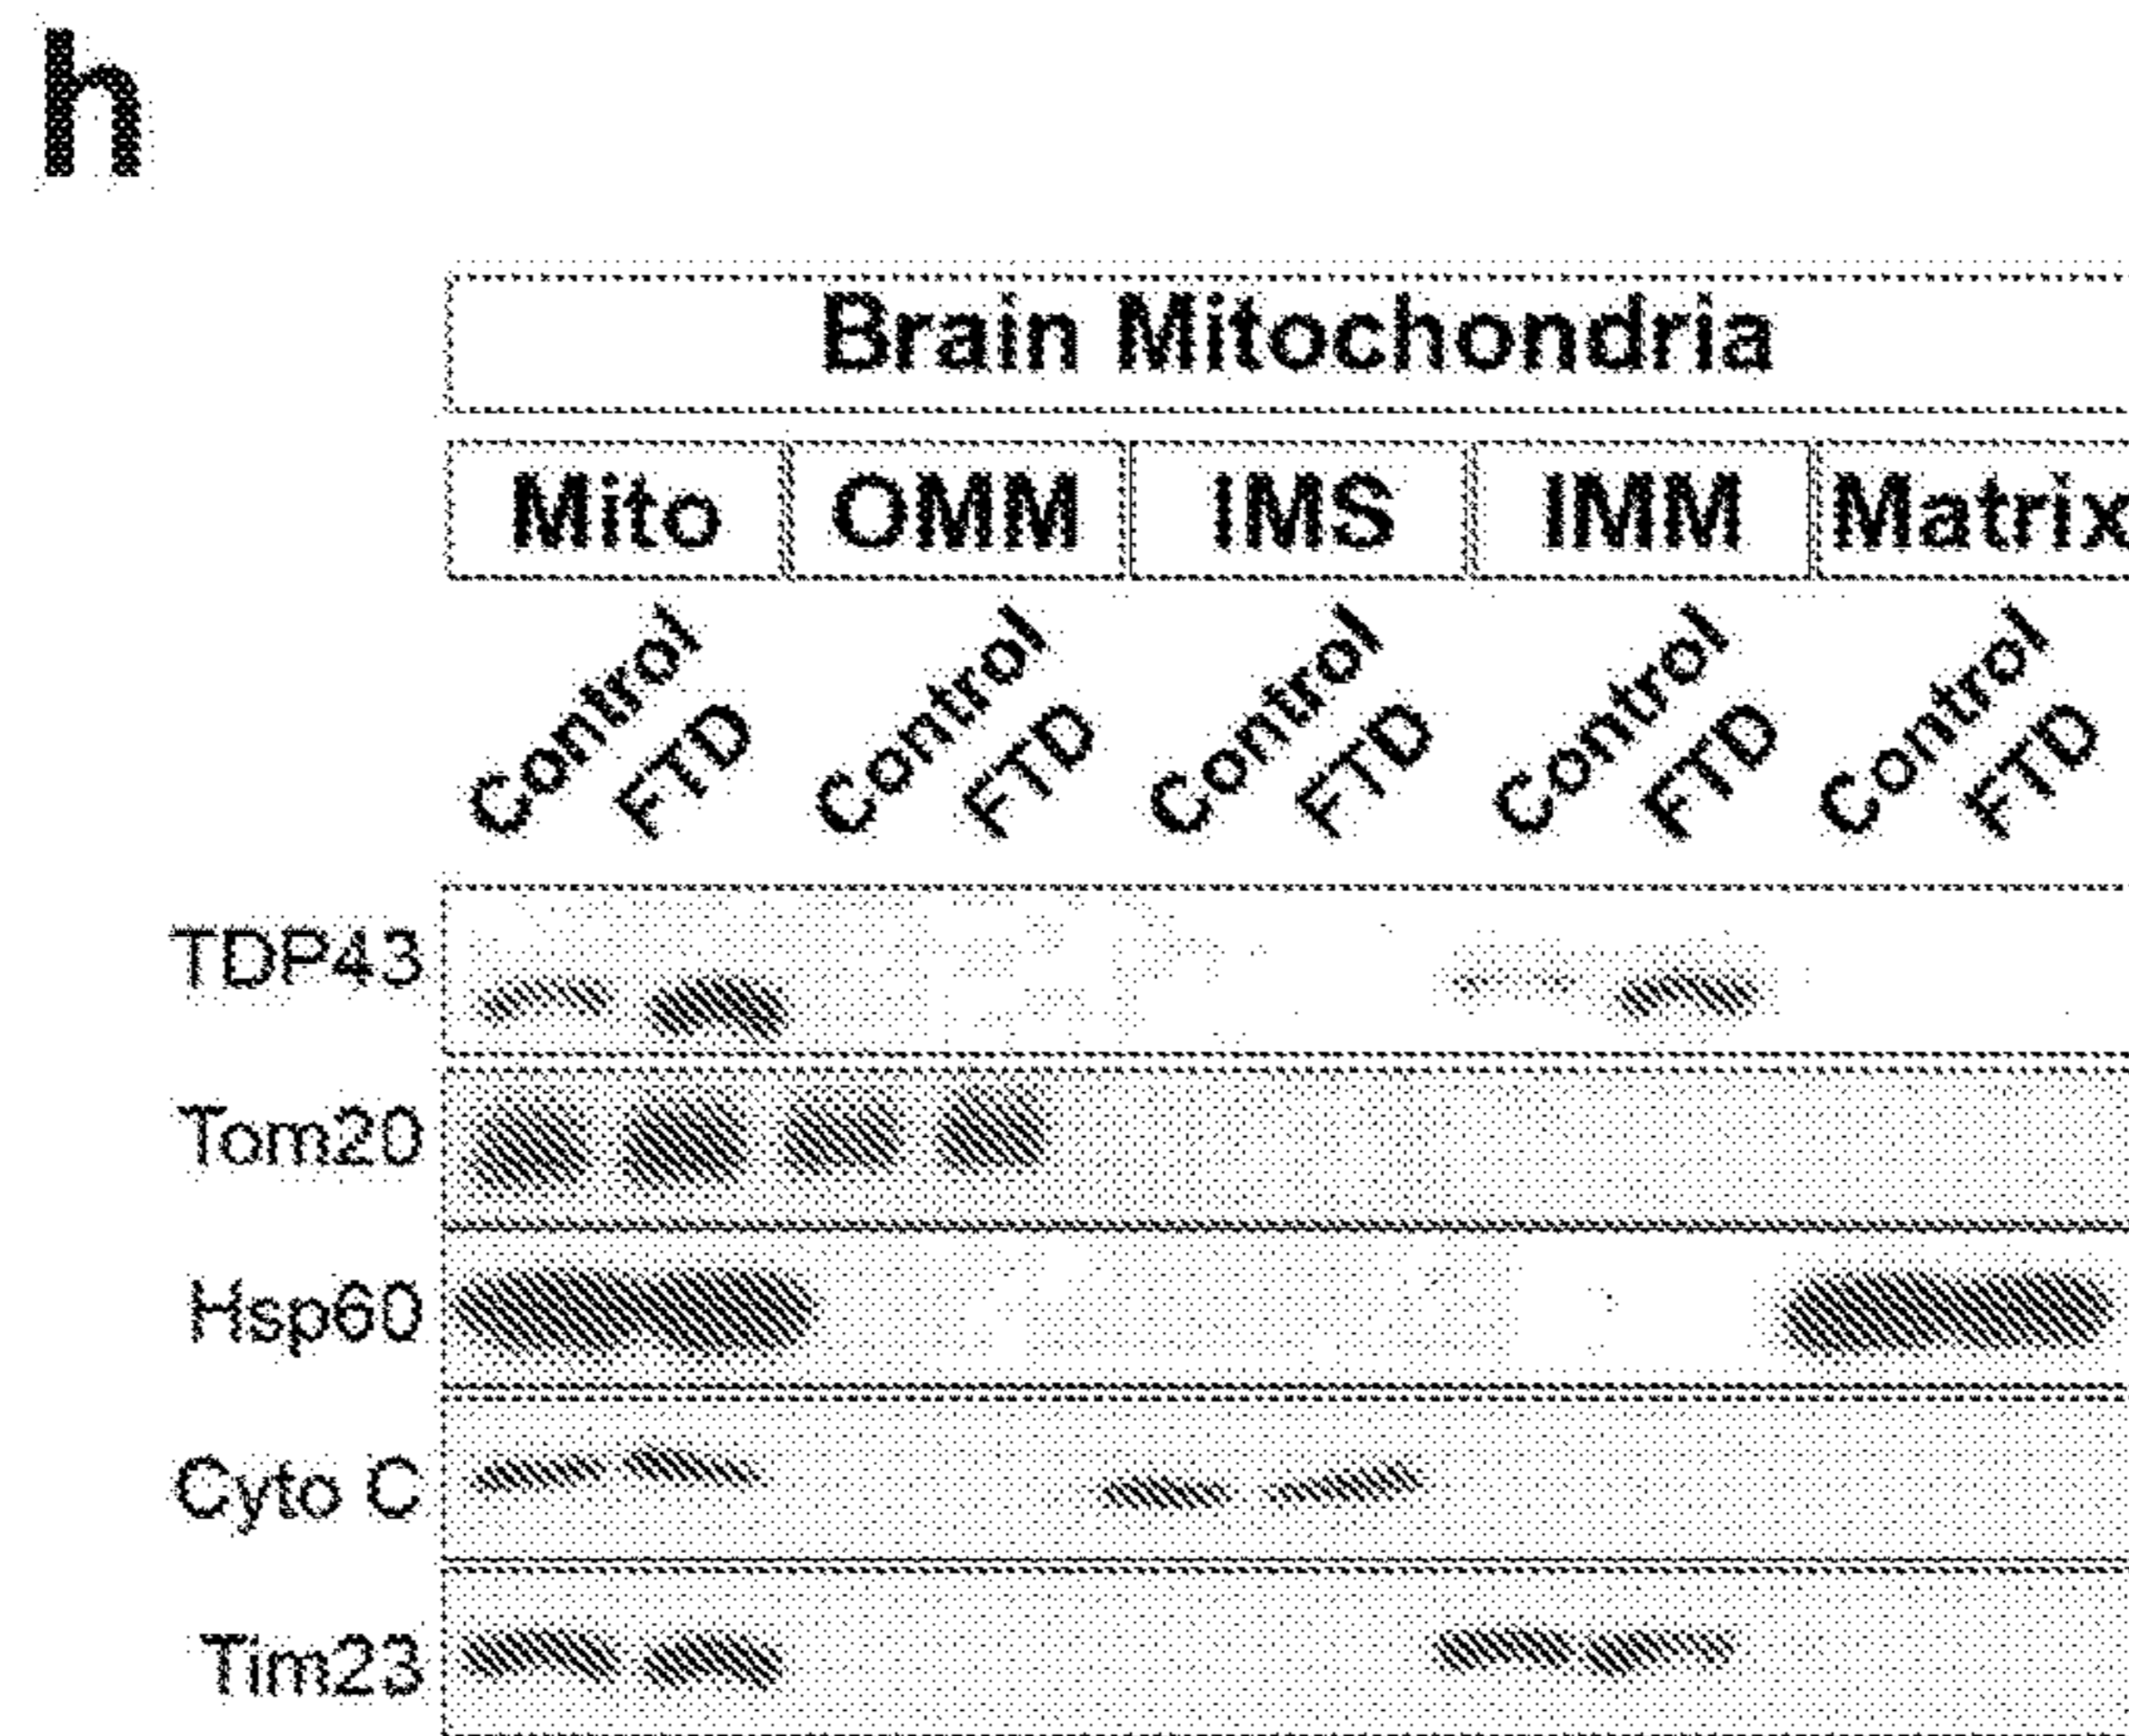 h
Brain Mitochondria
Mito OMM IMS IMM Matrix
Control FTD Control FTD Control FTD Control FTD Control FTD
TDP43
Tom20
Hsp60
Cyto C
Tim23